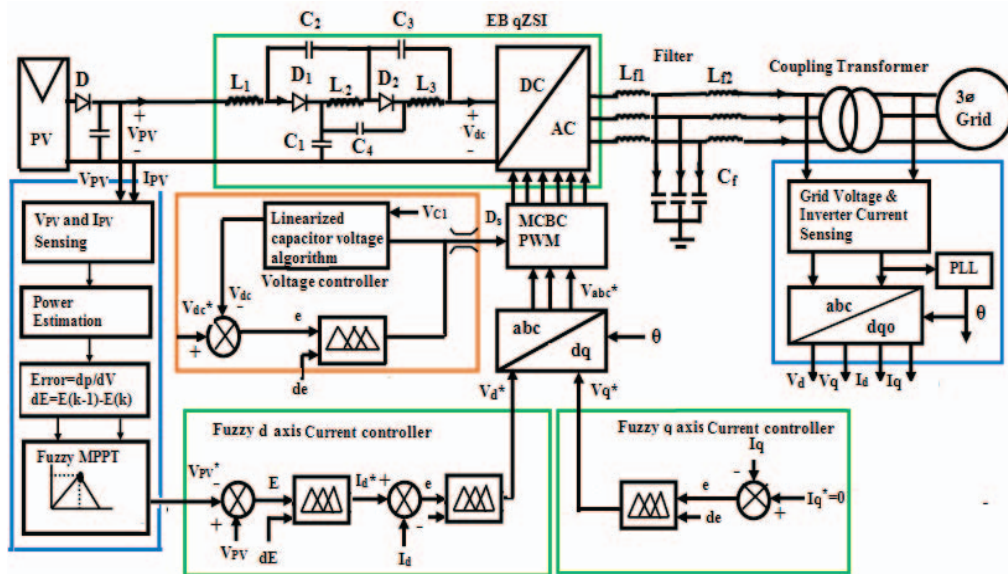 EB qZSI
C2
C3
D
L1
D1
L2
D2
L3
DC
AC
Filter
Lf1
Lf2
Coupling Transformer
3ø
Grid
PV
+
VPV
-
C1
C4
+
Vdc
-
Cf
VPV
IPV
VPV and IPV
Sensing
Power
Estimation
Error=dp/dV
dE=E(k-1)-E(k)
Fuzzy MPPT
Linearized
capacitor voltage
algorithm
Voltage controller
VC1
Ds
MCBC
PWM
Vdc*
Vdc
-
+
e
de
Vabc*
abc
dq
θ
Vd*
Vq*
Grid Voltage &
Inverter Current
Sensing
PLL
abc
dqo
θ
Vd
Vq
Id
Iq
Fuzzy d axis Current controller
VPV*
-
+
VPV
E
dE
Id*
+
-
Id
e
Fuzzy q axis Current controller
Iq
-
+
Iq*=0
e
de
-